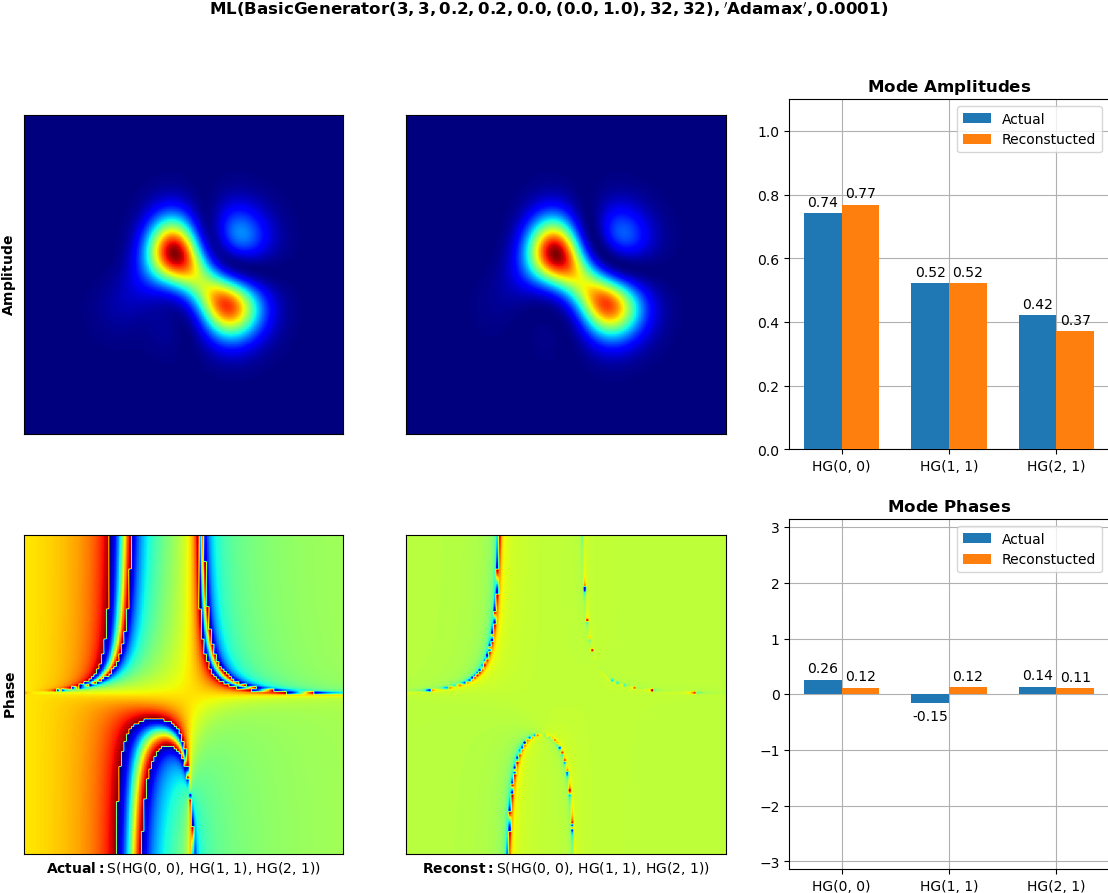 ML(BasicGenerator(3, 3, 0.2, 0.2, 0.0, (0.0, 1.0), 32, 32), 'Adamax', 0.0001)
Amplitude
Mode Amplitudes
Actual
Reconstucted
1.0
0.8
0.6
0.4
0.2
0.0
0.74
0.77
0.52
0.52
0.42
0.37
HG(0, 0)
HG(1, 1)
HG(2, 1)
Phase
Actual: S(HG(0, 0), HG(1, 1), HG(2, 1))
Reconst: S(HG(0, 0), HG(1, 1), HG(2, 1))
Mode Phases
Actual
Reconstucted
3
2
1
0
−1
−2
−3
0.26
0.12
-0.15
0.12
0.14
0.11
HG(0, 0)
HG(1, 1)
HG(2, 1)